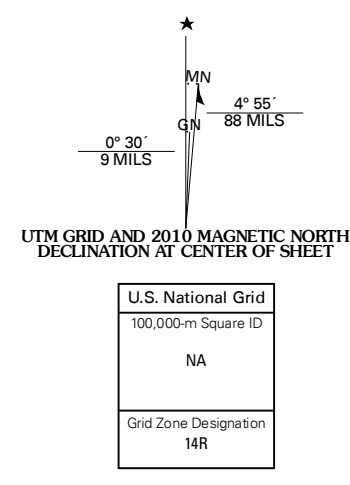 ★
MN
4° 55´
88 MILS
GN
0° 30´
9 MILS
UTM GRID AND 2010 MAGNETIC NORTH
DECLINATION AT CENTER OF SHEET
U.S. National Grid
100,000-m Square ID
NA
Grid Zone Designation
14R